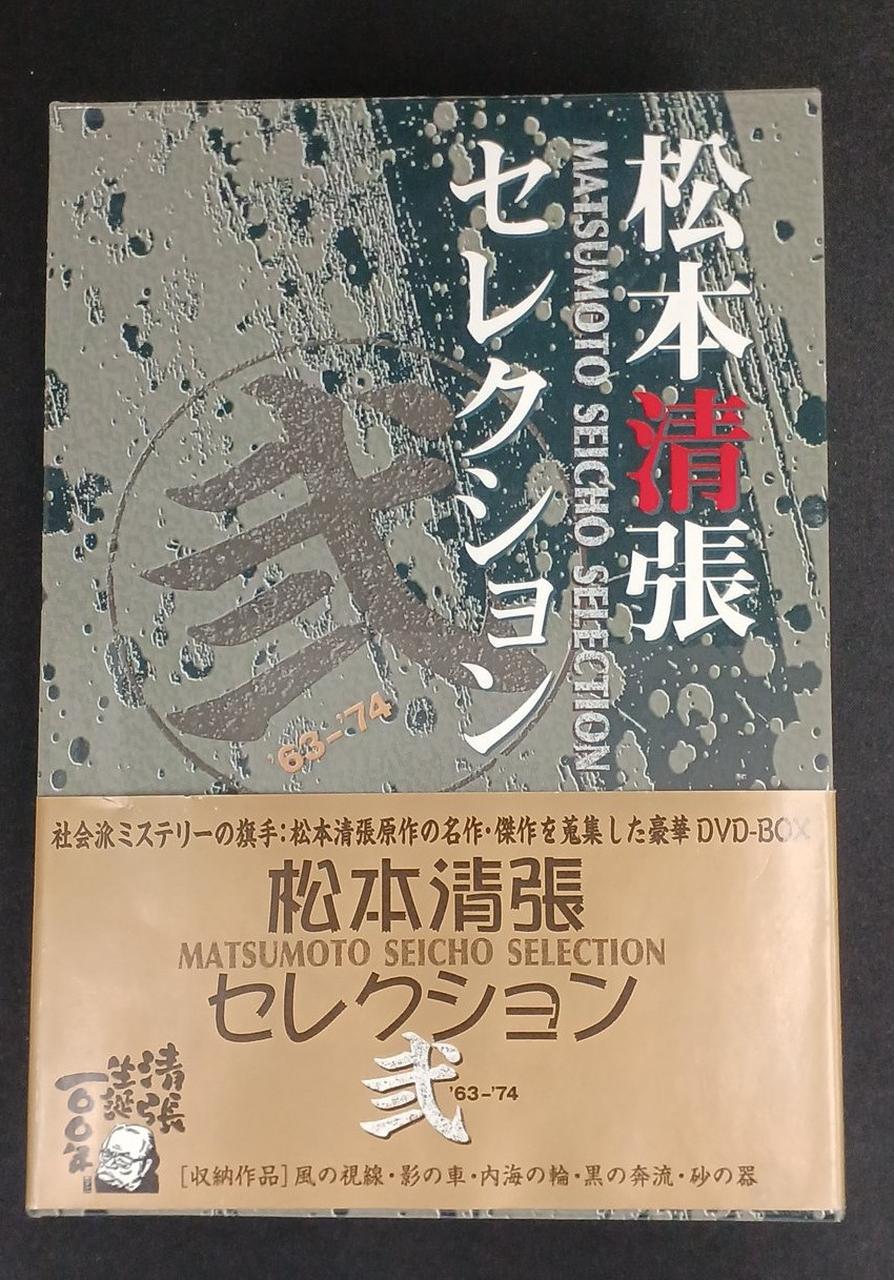 松本清張
MATSUMOTO SEICHO SELECTION
セレクション
弐
'63-'74
社会派ミステリーの旗手:松本清張原作の名作・傑作を蒐集した豪華 DVD-BOX
松本清張
MATSUMOTO SEICHO SELECTION
セレクション
弐 '63-'74
清張
生誕
一〇〇年
[収納作品]風の視線・影の車・内海の輪・黒の奔流・砂の器